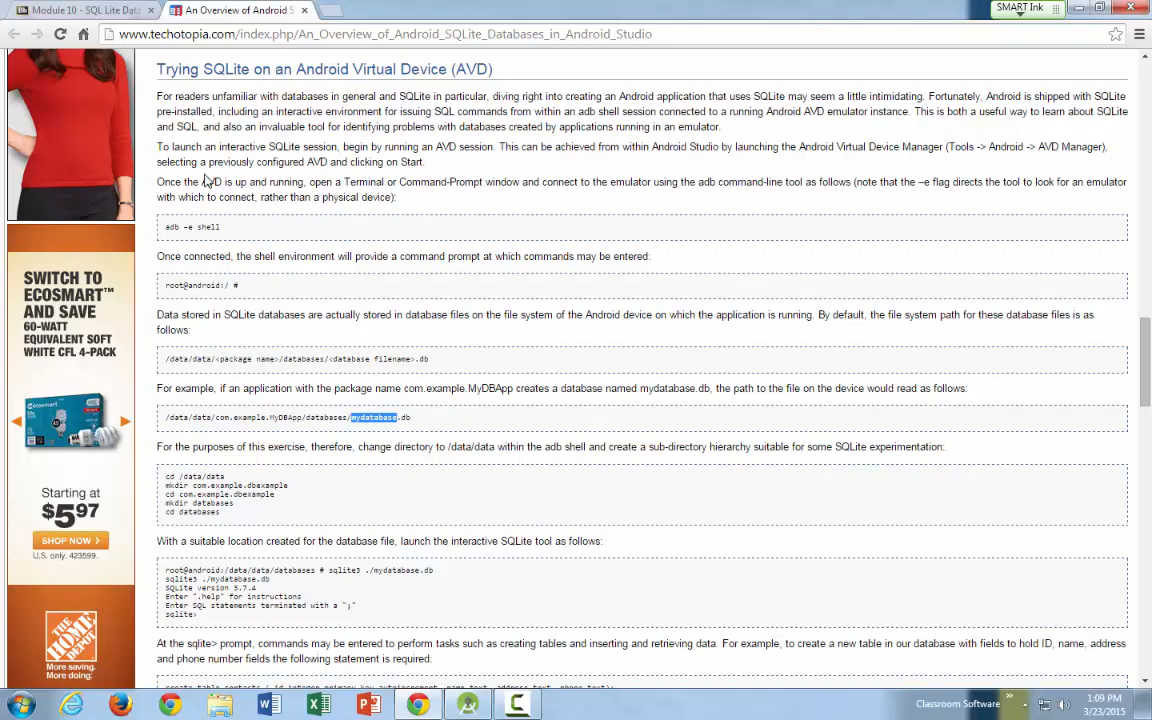 Module 10 - SQL Lite Dat
An Overview of Android S
SMART Ink
www.techotopia.com/index.php/An_Overview_of_Android_SQLite_Databases_in_Android_Studio
Trying SQLite on an Android Virtual Device (AVD)
For readers unfamiliar with databases in general and SQLite in particular, diving right into creating an Android application that uses SQLite may seem a little intimidating. Fortunately, Android is shipped with SQLite
pre-installed, including an interactive environment for issuing SQL commands from within an adb shell session connected to a running Android AVD emulator instance. This is both a useful way to learn about SQLite
and SQL, and also an invaluable tool for identifying problems with databases created by applications running in an emulator.
To launch an interactive SQLite session, begin by running an AVD session. This can be achieved from within Android Studio by launching the Android Virtual Device Manager (Tools -> Android -> AVD Manager),
selecting a previously configured AVD and clicking on Start.
Once the AVD is up and running, open a Terminal or Command-Prompt window and connect to the emulator using the adb command-line tool as follows (note that the –e flag directs the tool to look for an emulator
with which to connect, rather than a physical device):
adb –e shell
Once connected, the shell environment will provide a command prompt at which commands may be entered:
root@android:/ #
Data stored in SQLite databases are actually stored in database files on the file system of the Android device on which the application is running. By default, the file system path for these database files is as
follows:
/data/data/<package name>/databases/<database filename>.db
For example, if an application with the package name com.example.MyDBApp creates a database named mydatabase.db, the path to the file on the device would read as follows:
/data/data/com.example.MyDBApp/databases/mydatabase.db
For the purposes of this exercise, therefore, change directory to /data/data within the adb shell and create a sub-directory hierarchy suitable for some SQLite experimentation:
cd /data/data
mkdir com.example.dbexample
cd com.example.dbexample
mkdir databases
cd databases
With a suitable location created for the database file, launch the interactive SQLite tool as follows:
root@android:/data/data/databases # sqlite3 ./mydatabase.db
sqlite3 ./mydatabase.db
SQLite version 3.7.4
Enter ".help" for instructions
Enter SQL statements terminated with a ";"
sqlite>
At the sqlite> prompt, commands may be entered to perform tasks such as creating tables and inserting and retrieving data. For example, to create a new table in our database with fields to hold ID, name, address
and phone number fields the following statement is required:
create table contacts (_id integer primary key autoincrement, name text, address text, phone text);
SWITCH TO
ECOSMART™
AND SAVE
60-WATT
EQUIVALENT SOFT
WHITE CFL 4-PACK
ecosmart
Starting at
$5.97
SHOP NOW >
U.S. only. 423599.
THE HOME DEPOT
More saving.
More doing.™
Classroom Software
1:09 PM
3/23/2015